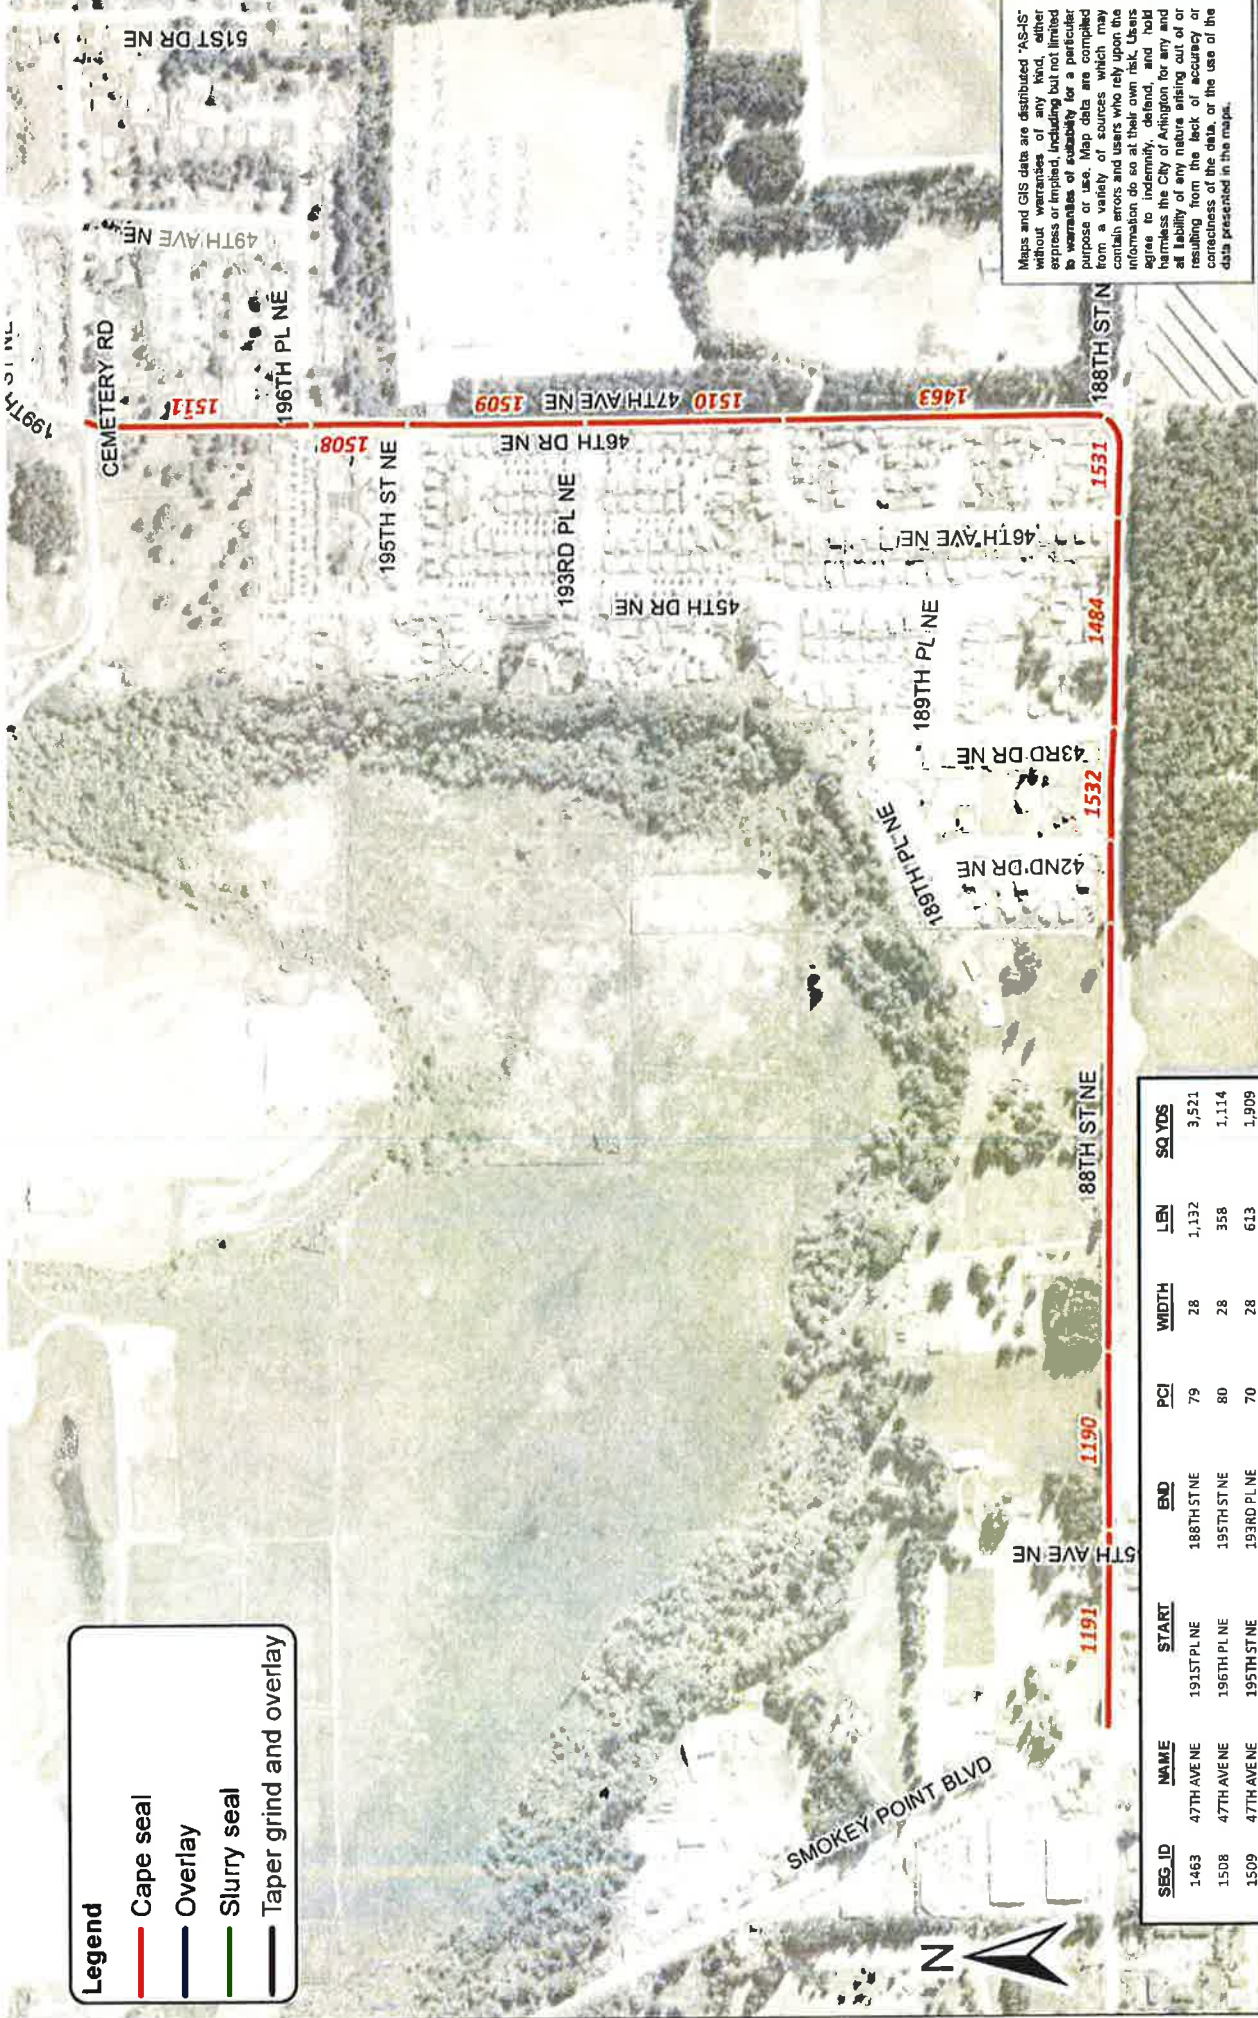 Legend
Cape seal
Overlay
Slurry seal
Taper grind and overlay
199TH ST NE
CEMETERY RD
51ST DR NE
49TH AVE NE
196TH PL NE
1511
1508
195TH ST NE
1509
47TH AVE NE
1510
46TH DR NE
193RD PL NE
45TH DR NE
1463
188TH ST N
1531
46TH AVE NE
1484
189TH PL NE
43RD DR NE
1532
189TH PL NE
42ND DR NE
188TH ST NE
1190
5TH AVE NE
1191
SMOKEY POINT BLVD
N
Maps and GIS data are distributed "AS-IS"
without warranties of any kind, either
express or implied, including but not limited
to warranties of suitability for a particular
purpose or use. Map data are compiled
from a variety of sources which may
contain errors and users who rely upon the
information do so at their own risk. Users
agree to indemnify, defend, and hold
harmless the City of Arlington for any and
all liability of any nature arising out of or
resulting from the lack of accuracy or
correctness of the data, or the use of the
data presented in the maps.
SEG_ID NAME START END PCI WIDTH LEN SQ YDS
1463 47TH AVE NE 191ST PL NE 188TH ST NE 79 28 1,132 3,521
1508 47TH AVE NE 196TH PL NE 195TH ST NE 80 28 358 1,114
1509 47TH AVE NE 195TH ST NE 193RD PL NE 70 28 613 1,909